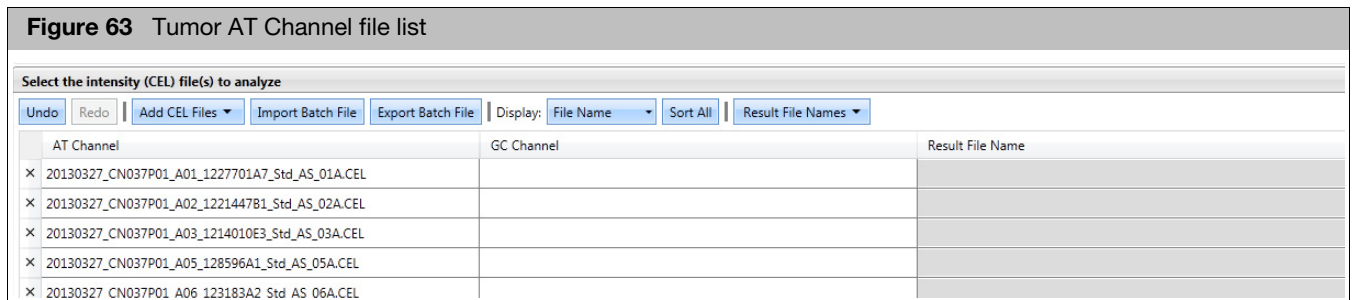 Figure 63 Tumor AT Channel file list
Select the intensity (CEL) file(s) to analyze
Undo Redo Add CEL Files Import Batch File Export Batch File Display: File Name Sort All Result File Names
AT Channel GC Channel Result File Name
× 20130327_CN037P01_A01_1227701A7_Std_AS_01A.CEL
× 20130327_CN037P01_A02_1221447B1_Std_AS_02A.CEL
× 20130327_CN037P01_A03_1214010E3_Std_AS_03A.CEL
× 20130327_CN037P01_A05_128596A1_Std_AS_05A.CEL
× 20130327_CN037P01_A06_123183A2_Std_AS_06A.CEL